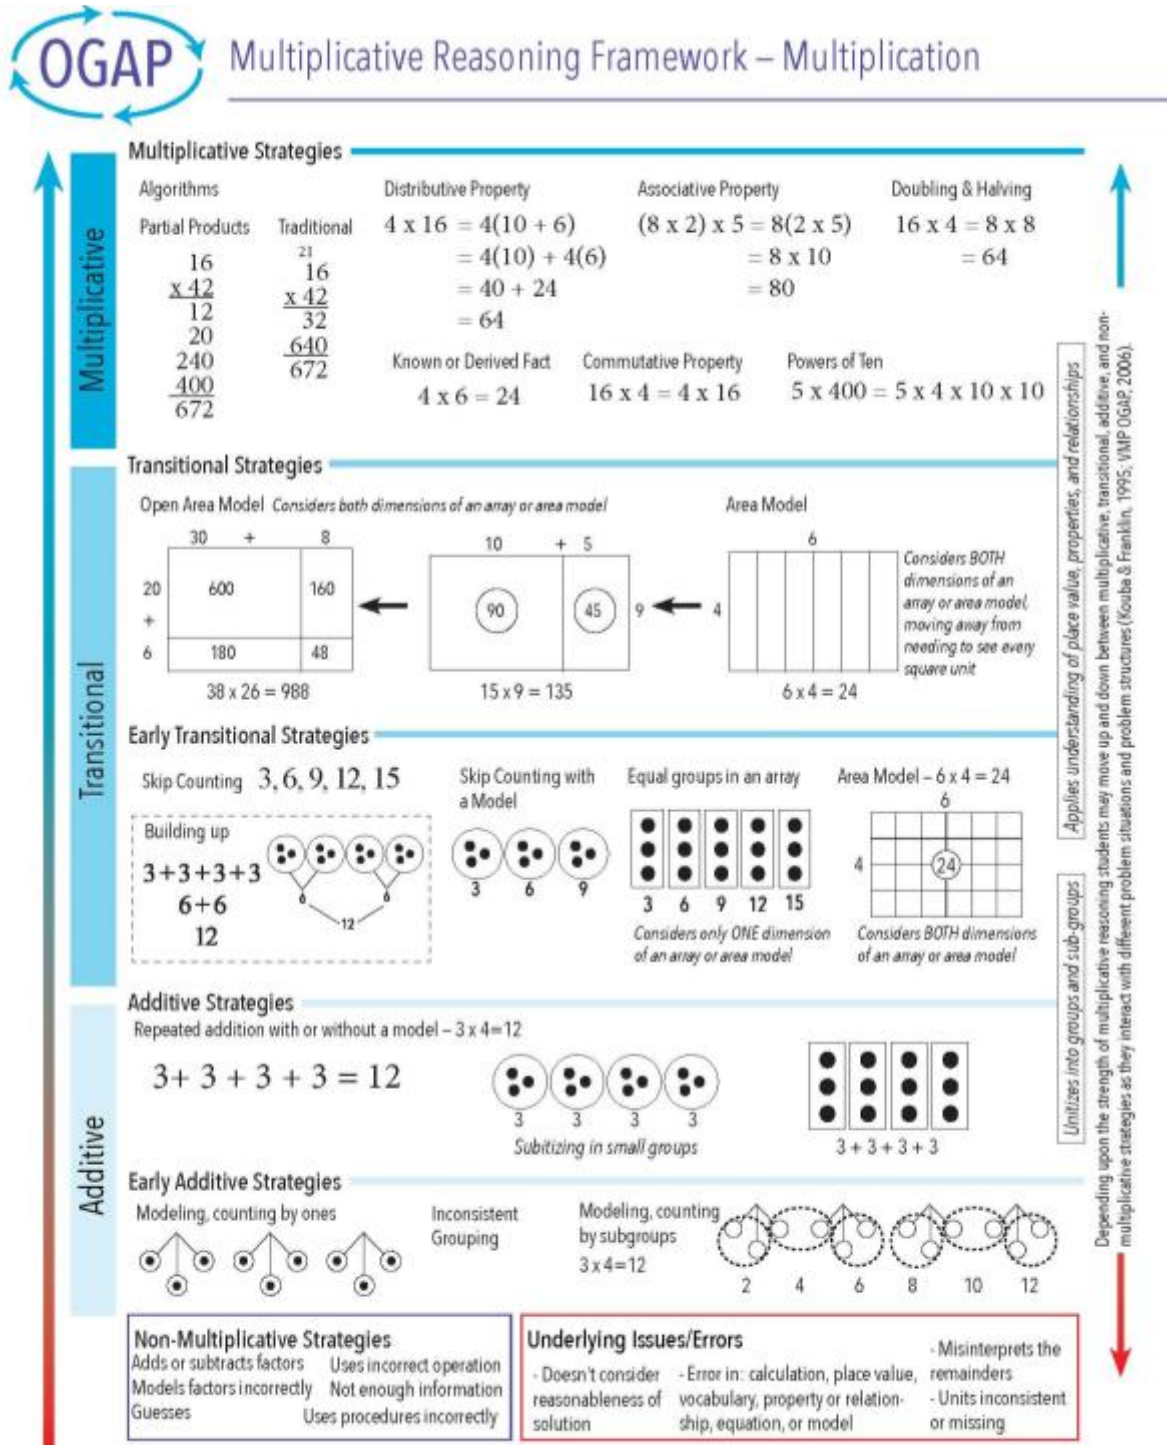 OGAP
Multiplicative Reasoning Framework – Multiplication
Multiplicative
Multiplicative Strategies
Algorithms
Partial Products
16
x 42
12
20
240
400
672
Traditional
21
16
x 42
32
640
672
Distributive Property
4 x 16 = 4(10 + 6)
= 4(10) + 4(6)
= 40 + 24
= 64
Associative Property
(8 x 2) x 5 = 8(2 x 5)
= 8 x 10
= 80
Doubling & Halving
16 x 4 = 8 x 8
= 64
Known or Derived Fact
4 x 6 = 24
Commutative Property
16 x 4 = 4 x 16
Powers of Ten
5 x 400 = 5 x 4 x 10 x 10
Transitional
Transitional Strategies
Open Area Model Considers both dimensions of an array or area model
30 + 8
20
+
6
600 160
180 48
38 x 26 = 988
10 + 5
90 45 9
15 x 9 = 135
Area Model
6
4
Considers BOTH
dimensions of an
array or area model,
moving away from
needing to see every
square unit
6 x 4 = 24
Early Transitional Strategies
Skip Counting 3, 6, 9, 12, 15
Building up
3+3+3+3
6+6
12
6 6
12
Skip Counting with
a Model
3 6 9
Equal groups in an array
3 6 9 12 15
Considers only ONE dimension
of an array or area model
Area Model – 6 x 4 = 24
6
4
24
Considers BOTH dimensions
of an array or area model
Additive
Additive Strategies
Repeated addition with or without a model – 3 x 4=12
3+ 3 + 3 + 3 = 12
3 3 3 3
Subitizing in small groups
3 + 3 + 3 + 3
Early Additive Strategies
Modeling, counting by ones
Inconsistent
Grouping
Modeling, counting
by subgroups
3 x 4=12
2 4 6 8 10 12
Non-Multiplicative Strategies
Adds or subtracts factors Uses incorrect operation
Models factors incorrectly Not enough information
Guesses Uses procedures incorrectly
Underlying Issues/Errors
- Doesn't consider
reasonableness of
solution
- Error in: calculation, place value,
vocabulary, property or relation-
ship, equation, or model
- Misinterprets the
remainders
- Units inconsistent
or missing
Applies understanding of place value, properties, and relationships
Unitizes into groups and sub-groups
Depending upon the strength of multiplicative reasoning students may move up and down between multiplicative, transitional, additive, and non-
multiplicative strategies as they interact with different problem situations and problem structures (Kouba & Franklin, 1995; VMP OGAP, 2006).